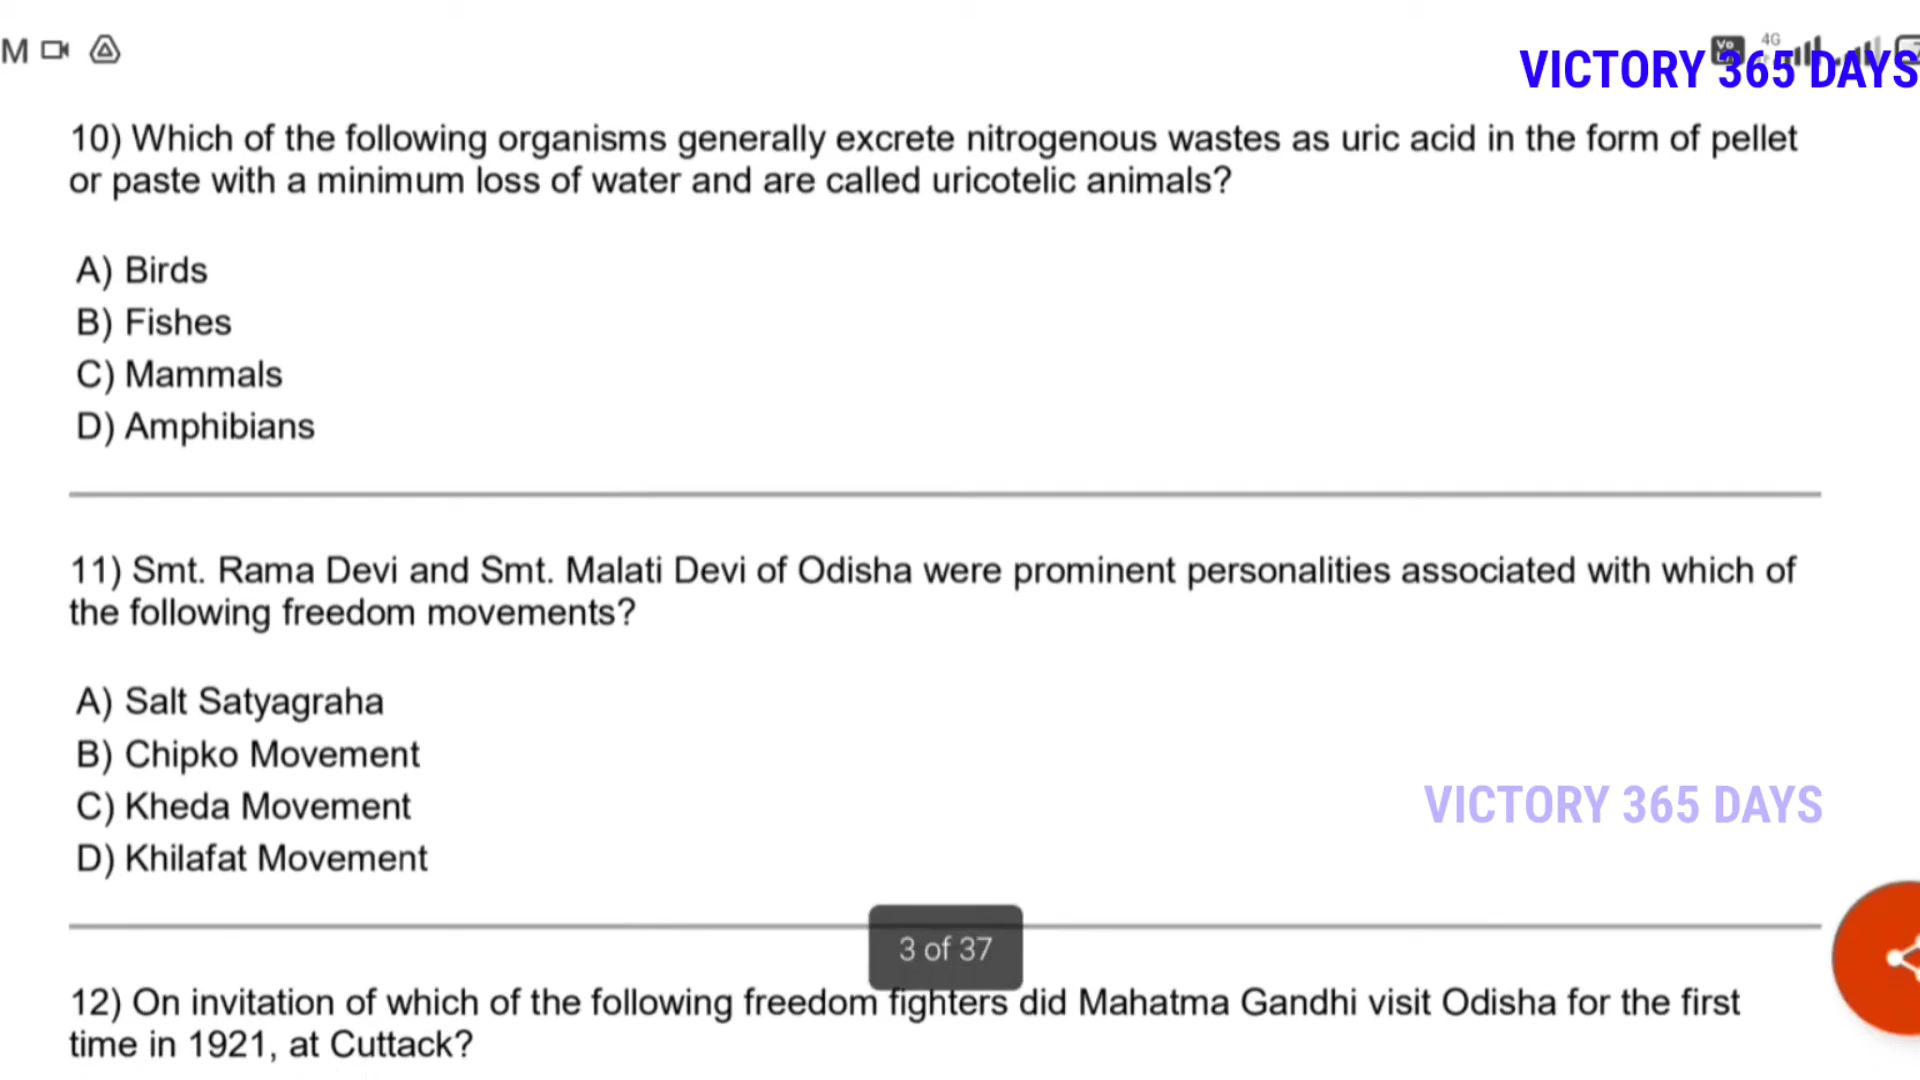 M
4G
VICTORY 365 DAYS
10) Which of the following organisms generally excrete nitrogenous wastes as uric acid in the form of pellet
or paste with a minimum loss of water and are called uricotelic animals?
A) Birds
B) Fishes
C) Mammals
D) Amphibians
11) Smt. Rama Devi and Smt. Malati Devi of Odisha were prominent personalities associated with which of
the following freedom movements?
A) Salt Satyagraha
B) Chipko Movement
C) Kheda Movement
D) Khilafat Movement
VICTORY 365 DAYS
3 of 37
12) On invitation of which of the following freedom fighters did Mahatma Gandhi visit Odisha for the first
time in 1921, at Cuttack?